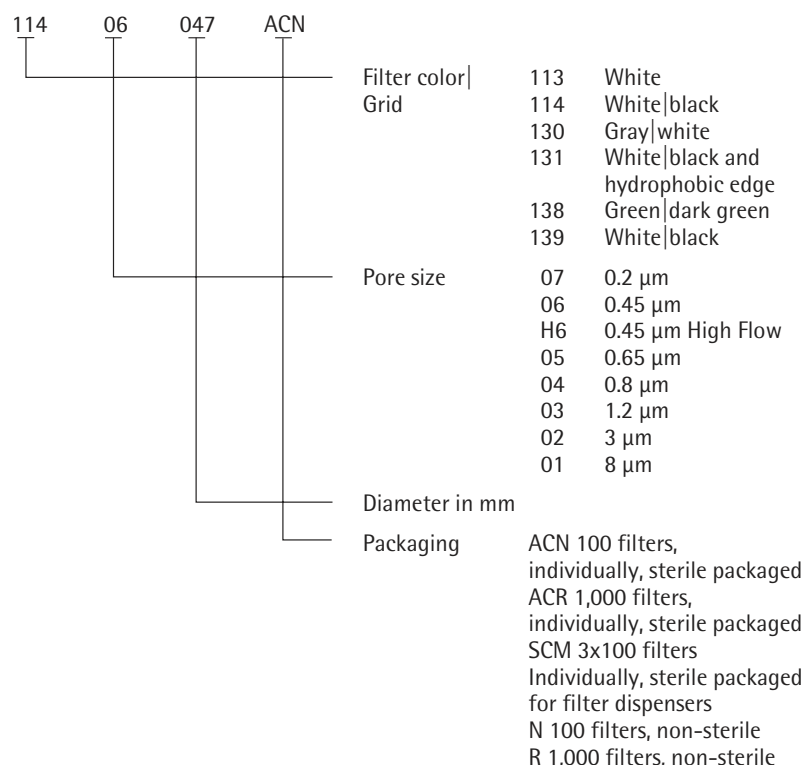 114 06 047 ACN
Filter color| 113 White
Grid 114 White|black
130 Gray|white
131 White|black and
hydrophobic edge
138 Green|dark green
139 White|black
Pore size 07 0.2 µm
06 0.45 µm
H6 0.45 µm High Flow
05 0.65 µm
04 0.8 µm
03 1.2 µm
02 3 µm
01 8 µm
Diameter in mm
Packaging ACN 100 filters,
individually, sterile packaged
ACR 1,000 filters,
individually, sterile packaged
SCM 3x100 filters
Individually, sterile packaged
for filter dispensers
N 100 filters, non-sterile
R 1,000 filters, non-sterile